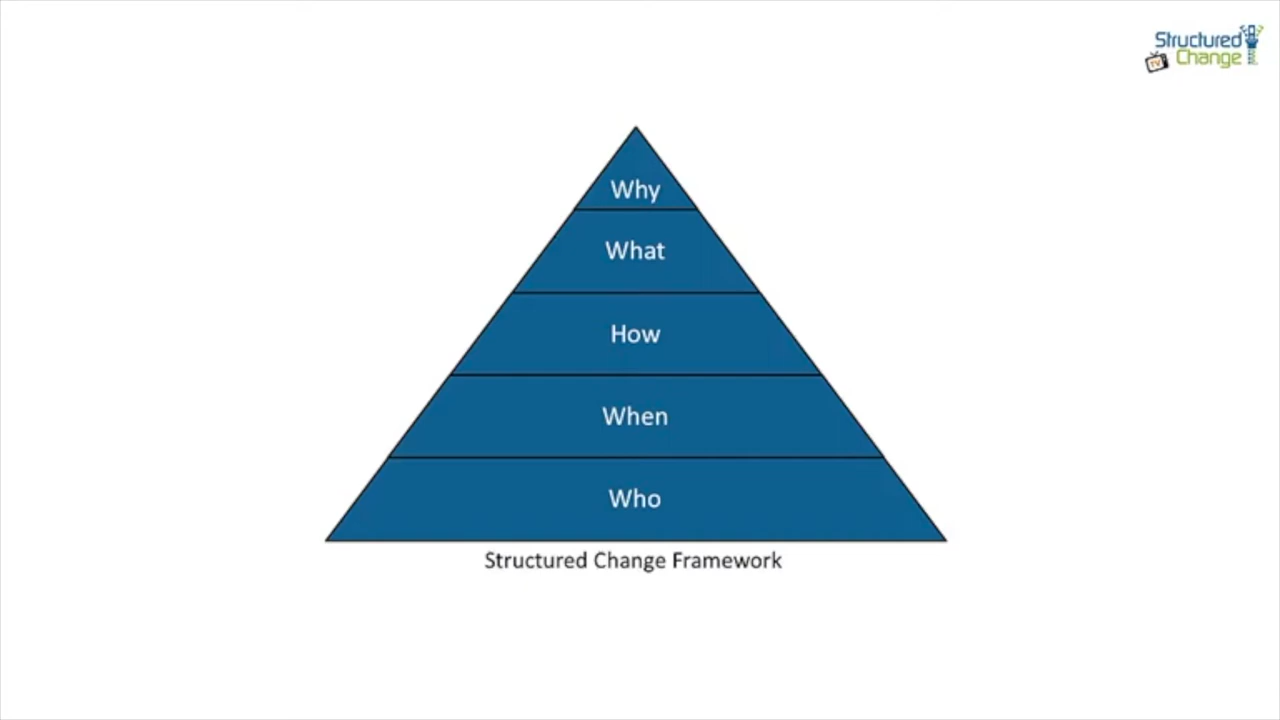 Structured
TV Change
Why
What
How
When
Who
Structured Change Framework